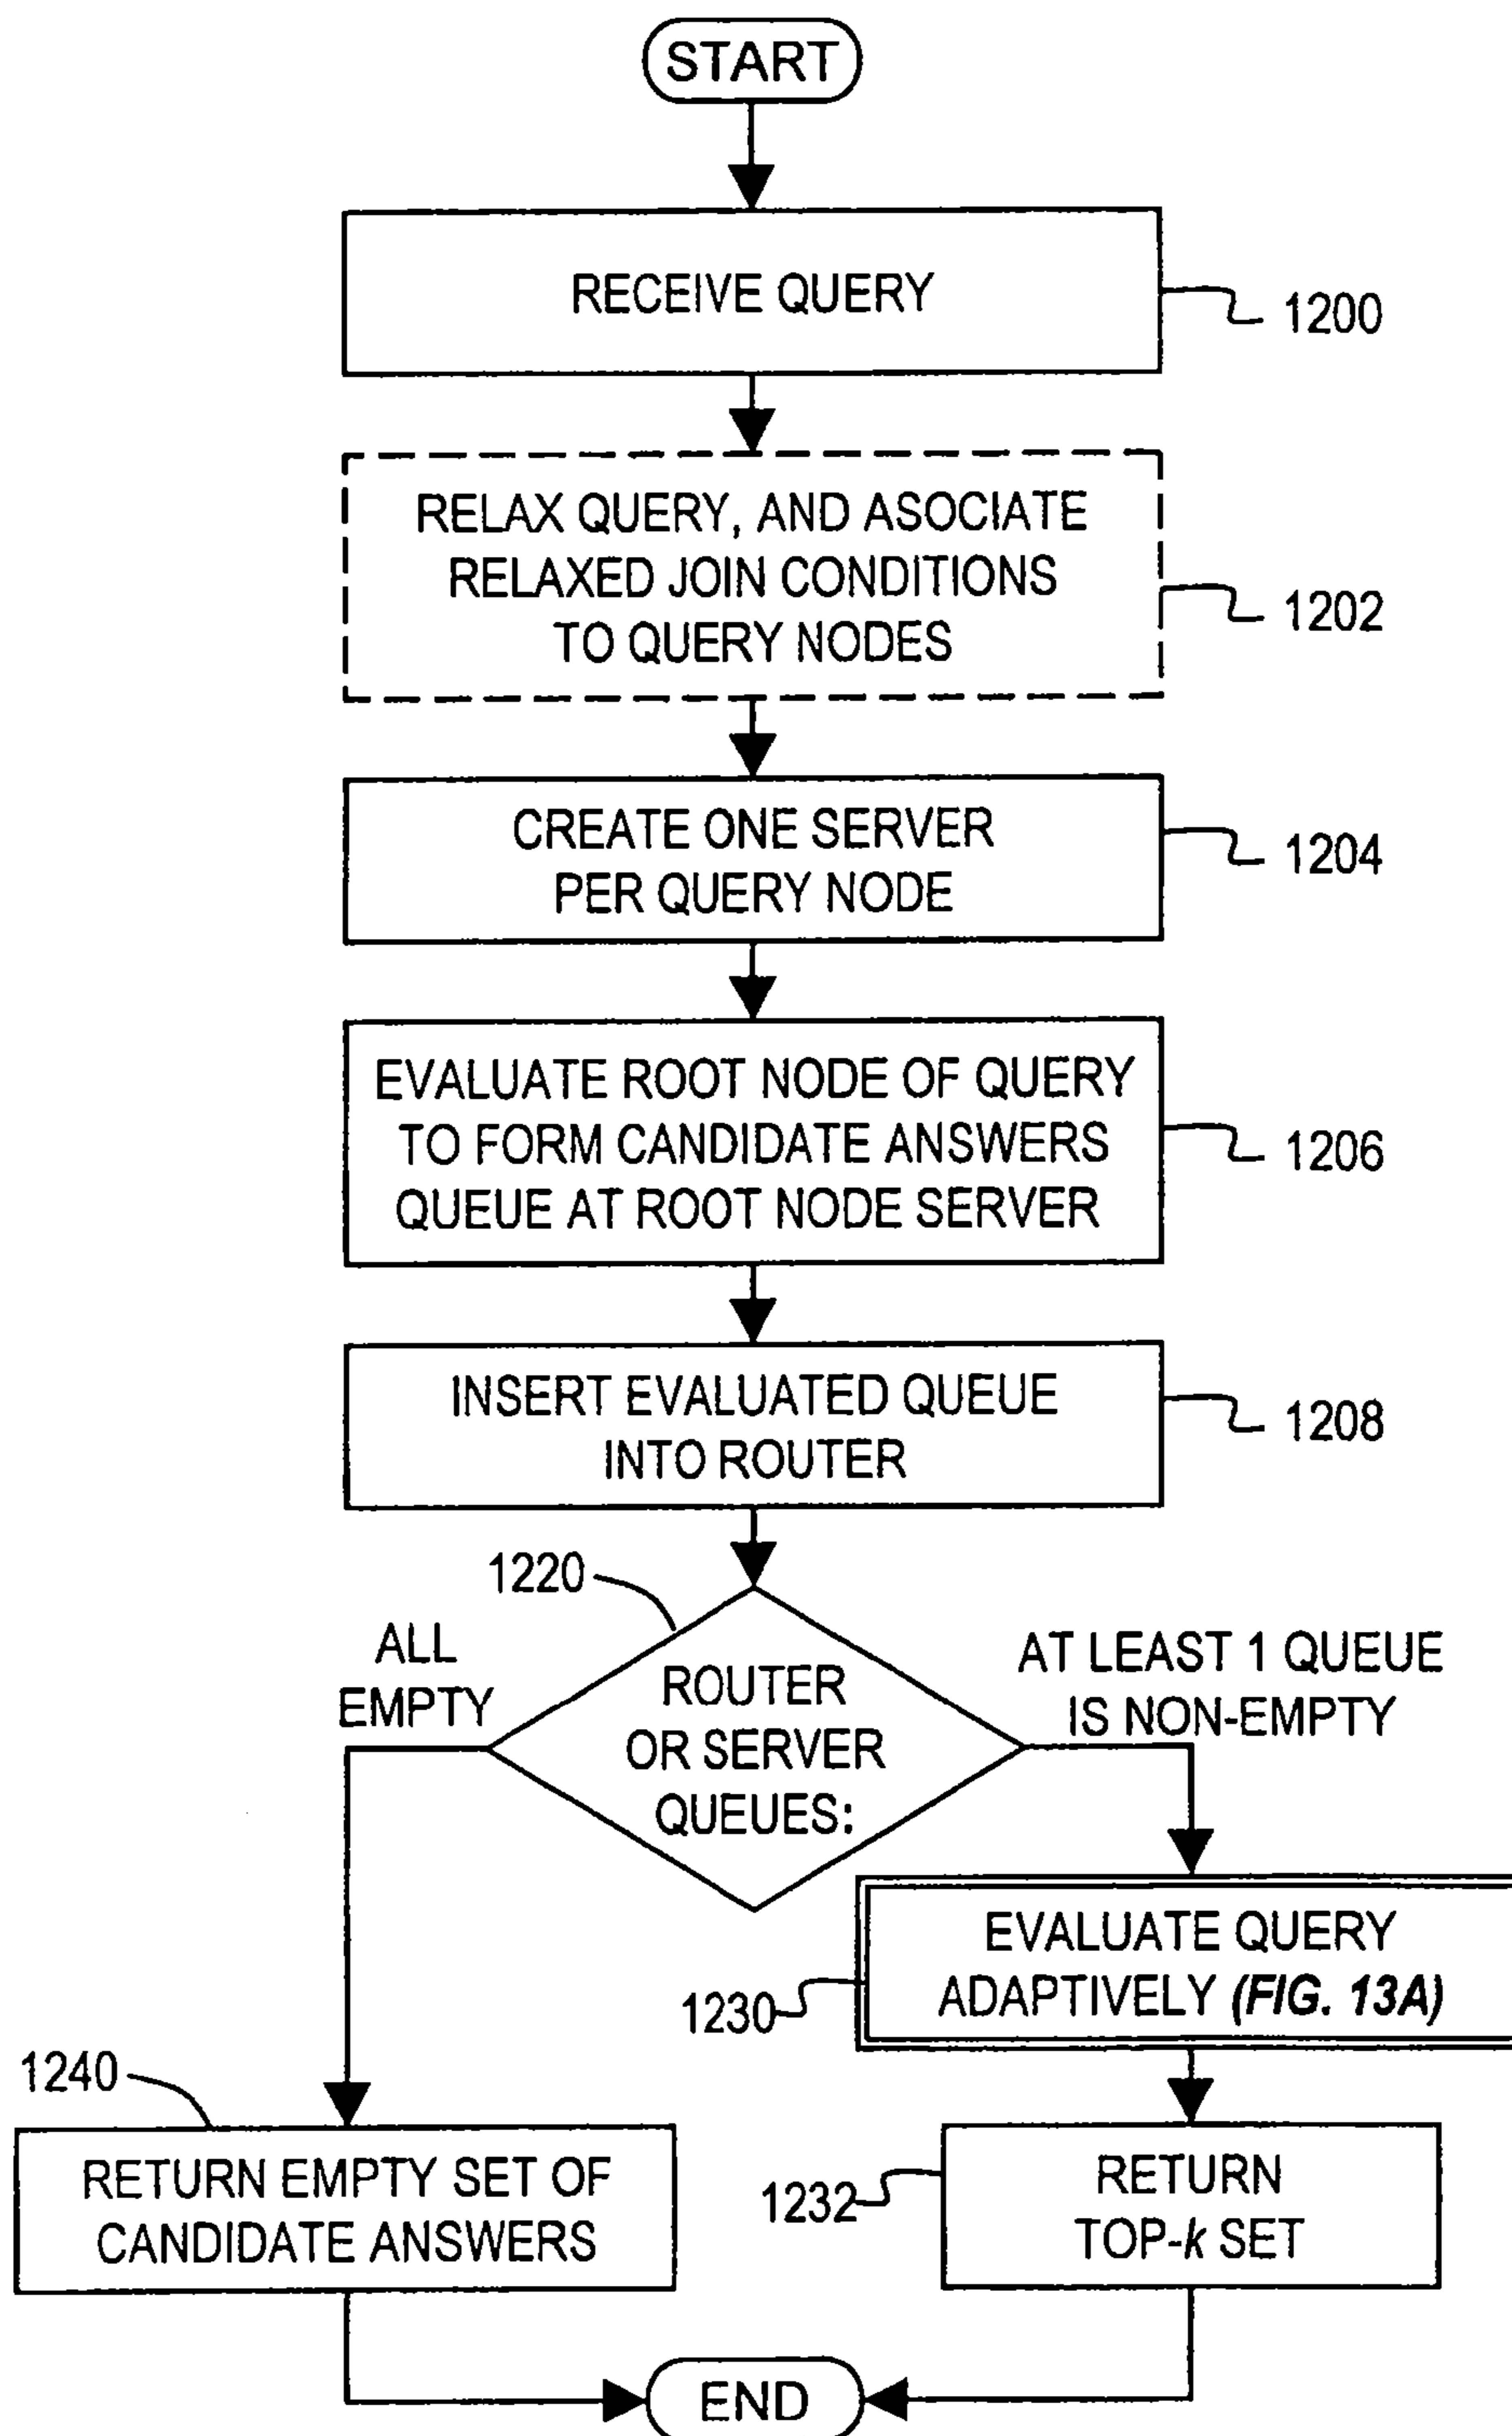 START
RECEIVE QUERY
1200
RELAX QUERY, AND ASOCIATE
RELAXED JOIN CONDITIONS
TO QUERY NODES
1202
CREATE ONE SERVER
PER QUERY NODE
1204
EVALUATE ROOT NODE OF QUERY
TO FORM CANDIDATE ANSWERS
QUEUE AT ROOT NODE SERVER
1206
INSERT EVALUATED QUEUE
INTO ROUTER
1208
1220
ALL
EMPTY
ROUTER
OR SERVER
QUEUES:
AT LEAST 1 QUEUE
IS NON-EMPTY
EVALUATE QUERY
ADAPTIVELY (FIG. 13A)
1230
1240
RETURN EMPTY SET OF
CANDIDATE ANSWERS
1232
RETURN
TOP-k SET
END